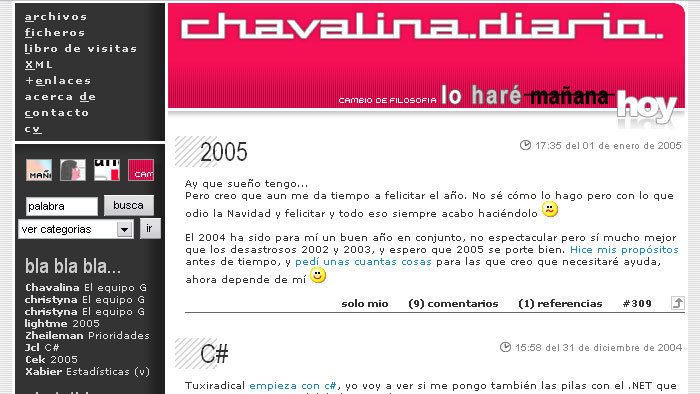 archivos
ficheros
libro de visitas
XML
+enlaces
acerca de
contacto
cv
MAÑ
CAM
palabra
busca
ver categorias
ir
bla bla bla...
Chavalina El equipo G
christyna El equipo G
christyna El equipo G
lightme 2005
Zheileman Prioridades
Jcl C#
Cek 2005
Xabier Estadísticas (v)
chavalina.diario.
CAMBIO DE FILOSOFIA lo haré mañana hoy
2005
17:35 del 01 de enero de 2005
Ay que sueño tengo...
Pero creo que aun me da tiempo a felicitar el año. No sé cómo lo hago pero con lo que
odio la Navidad y felicitar y todo eso siempre acabo haciéndolo
El 2004 ha sido para mí un buen año en conjunto, no espectacular pero sí mucho mejor
que los desastrosos 2002 y 2003, y espero que 2005 se porte bien. Hice mis propósitos
antes de tiempo, y pedí unas cuantas cosas para las que creo que necesitaré ayuda,
ahora depende de mí
solo mio (9) comentarios (1) referencias #309
C#
15:58 del 31 de diciembre de 2004
Tuxiradical empieza con c#, yo voy a ver si me pongo también las pilas con el .NET que